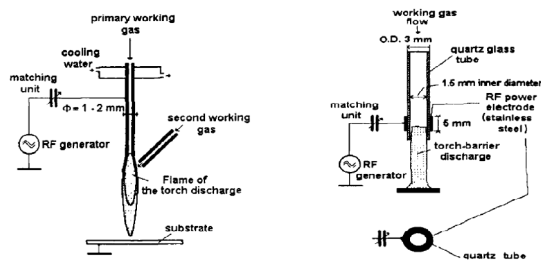 primary working
gas
cooling
water
matching
unit
Φ= 1 - 2 mm
second working
gas
RF generator
Flame of
the torch discharge
substrate
working gas
flow
O.D. 3 mm
quartz glass
tube
1.5 mm inner diameter
RF power
electrode
(stainless
steel)
matching
unit
6 mm
RF
generator
torch-barrier
discharge
quartz tube